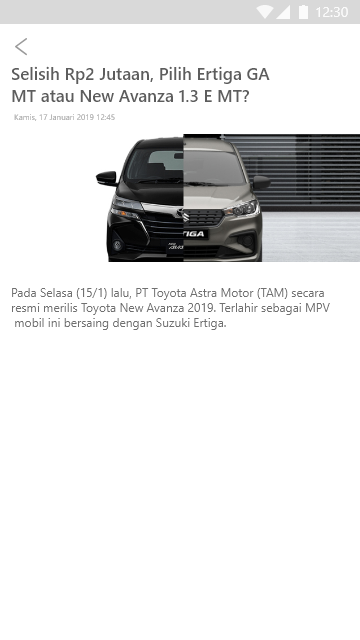 12:30
Selisih Rp2 Jutaan, Pilih Ertiga GA
MT atau New Avanza 1.3 E MT?
Kamis, 17 Januari 2019 12:45
TIGA
Pada Selasa (15/1) lalu, PT Toyota Astra Motor (TAM) secara
resmi merilis Toyota New Avanza 2019. Terlahir sebagai MPV
mobil ini bersaing dengan Suzuki Ertiga.